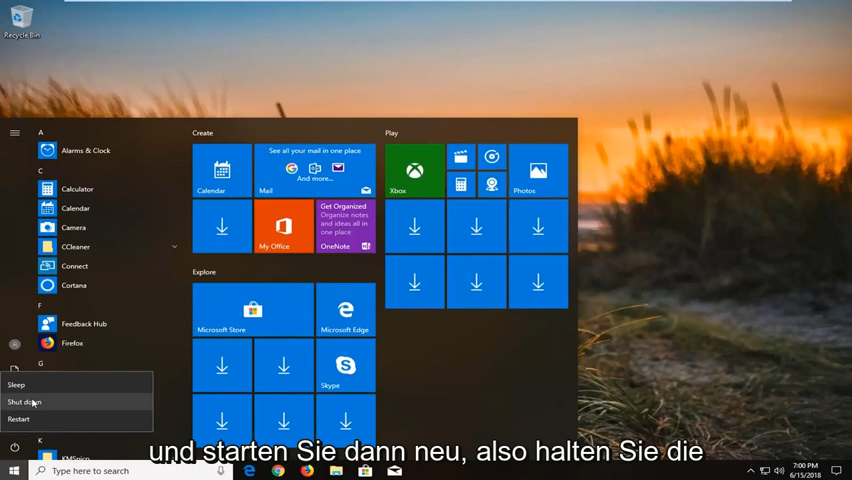 Recycle Bin
Create
Play
A
Alarms & Clock
C
Calculator
Calendar
Camera
CCleaner
Connect
Cortana
F
Feedback Hub
Firefox
G
K
KMSpico
Calendar
See all your mail in one place
And more...
Mail
My Office
Get Organized
Organize notes
and ideas all in
one place
OneNote
Xbox
Photos
Explore
Microsoft Store
Microsoft Edge
Skype
Sleep
Shut down
Restart
und starten Sie dann neu, also halten Sie die
Type here to search
7:00 PM
6/15/2018